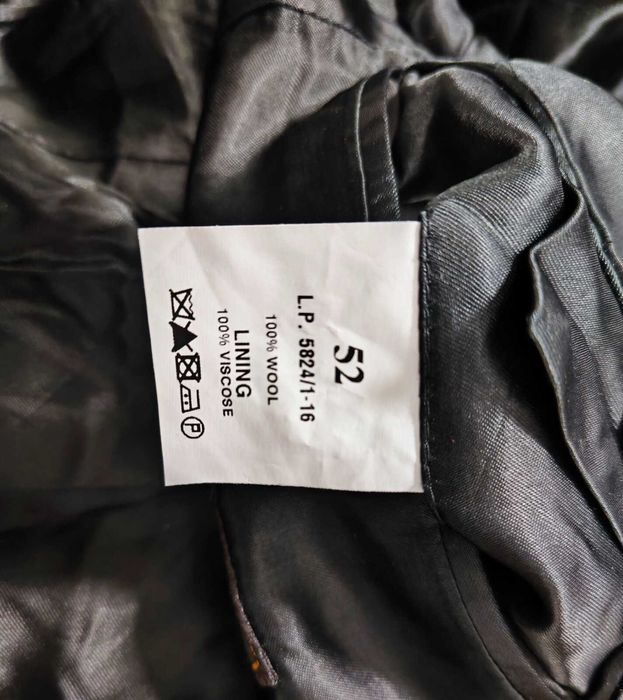 52
L.P. 5824/1-16
100% WOOL
LINING
100% VISCOSE
P